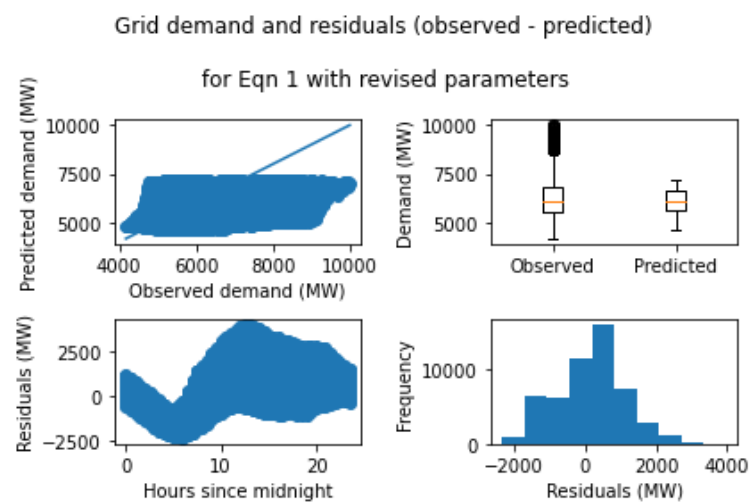 Grid demand and residuals (observed - predicted)
for Eqn 1 with revised parameters
Predicted demand (MW)
10000
7500
5000
4000 6000 8000 10000
Observed demand (MW)
Demand (MW)
10000
7500
5000
Observed Predicted
Residuals (MW)
2500
0
−2500
0 10 20
Hours since midnight
Frequency
10000
0
−2000 0 2000 4000
Residuals (MW)